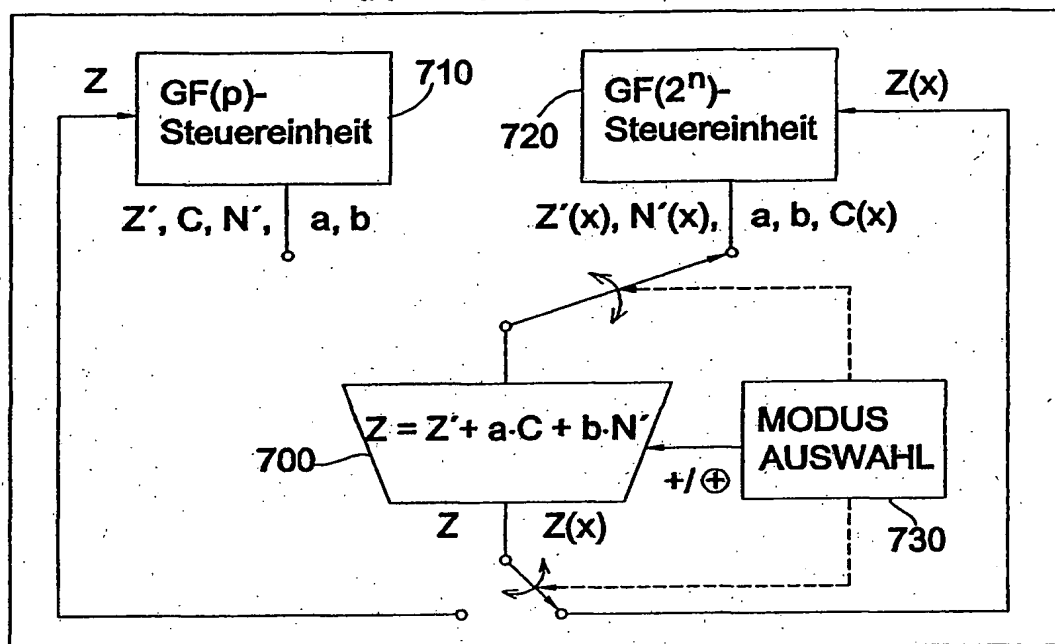 Z
GF(p)-
Steuereinheit
710
720
GF(2ⁿ)-
Steuereinheit
Z(x)
Z´, C, N´, a, b
Z´(x), N´(x), a, b, C(x)
Z = Z´+ a·C + b·N´
700
MODUS
AUSWAHL
+/⊕
730
Z
Z(x)